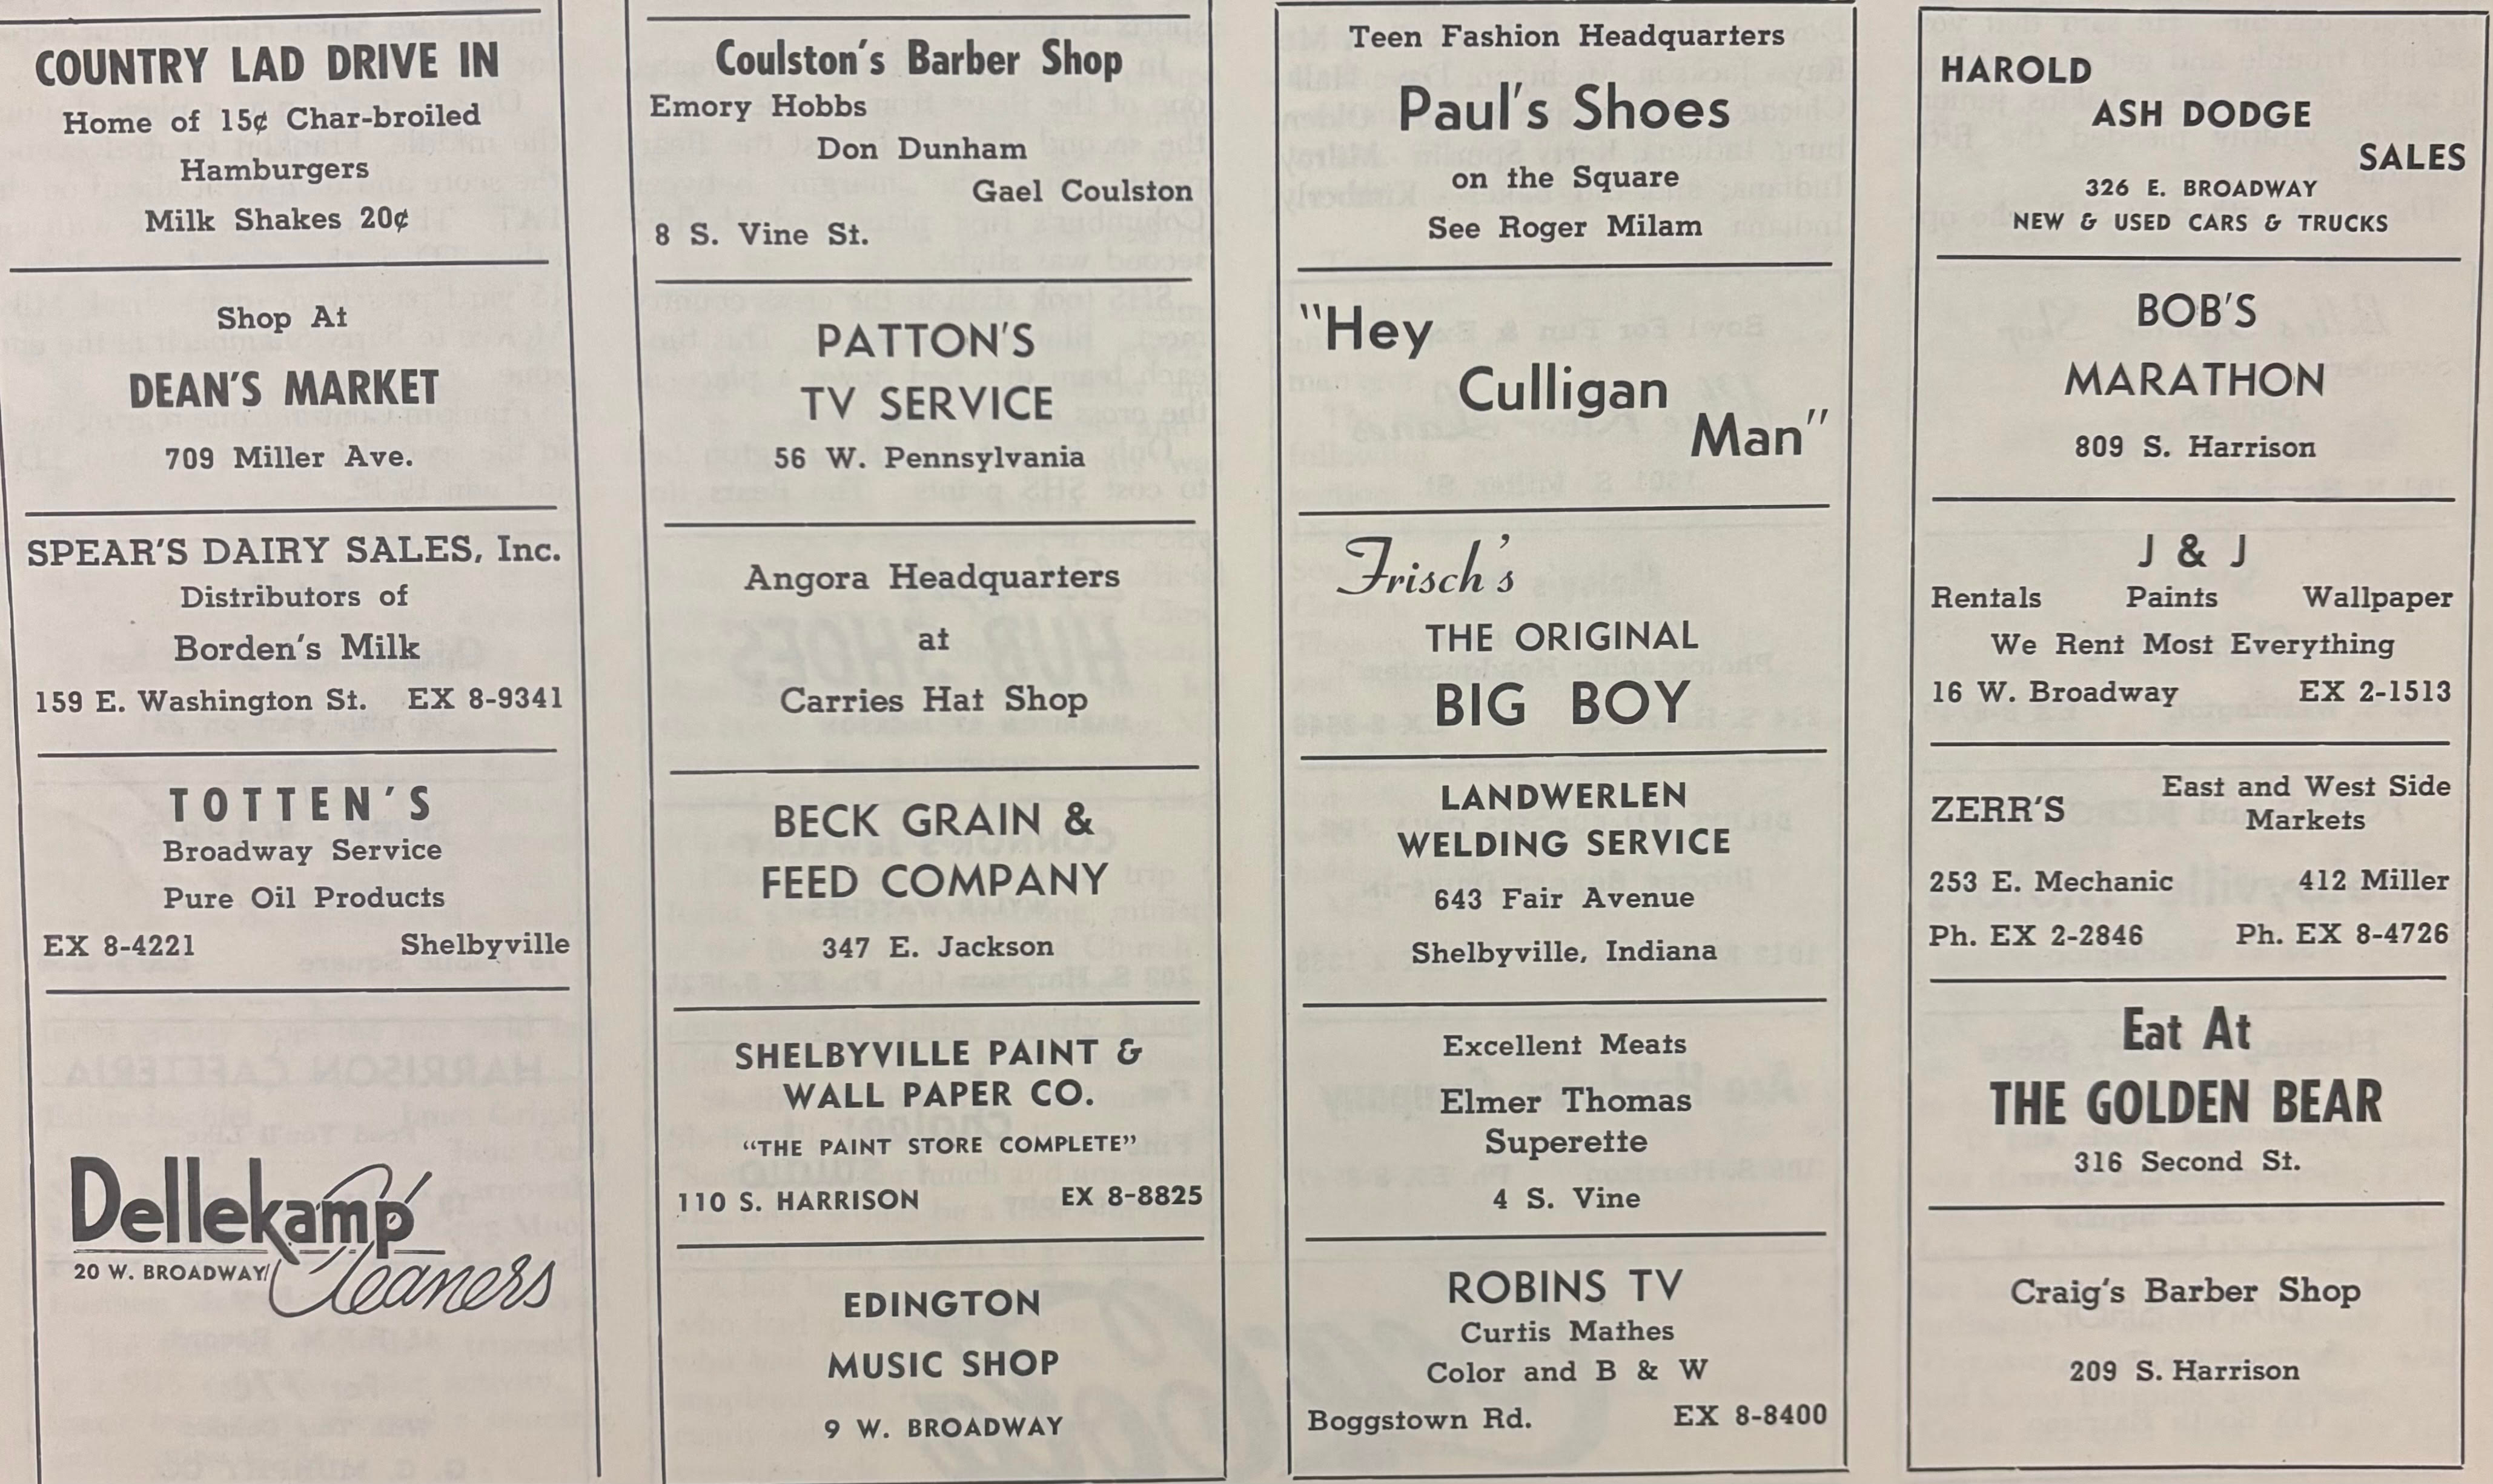 COUNTRY LAD DRIVE IN
Home of 15¢ Char-broiled
Hamburgers
Milk Shakes 20¢
Shop At
DEAN'S MARKET
709 Miller Ave.
SPEAR'S DAIRY SALES, Inc.
Distributors of
Borden's Milk
159 E. Washington St. EX 8-9341
TOTTEN'S
Broadway Service
Pure Oil Products
EX 8-4221 Shelbyville
Dellekamp
20 W. BROADWAY Cleaners
Coulston's Barber Shop
Emory Hobbs
Don Dunham
Gael Coulston
8 S. Vine St.
PATTON'S
TV SERVICE
56 W. Pennsylvania
Angora Headquarters
at
Carries Hat Shop
BECK GRAIN &
FEED COMPANY
347 E. Jackson
SHELBYVILLE PAINT &
WALL PAPER CO.
"THE PAINT STORE COMPLETE"
110 S. HARRISON EX 8-8825
EDINGTON
MUSIC SHOP
9 W. BROADWAY
Teen Fashion Headquarters
Paul's Shoes
on the Square
See Roger Milam
"Hey
Culligan
Man"
Frisch's
THE ORIGINAL
BIG BOY
LANDWERLEN
WELDING SERVICE
643 Fair Avenue
Shelbyville, Indiana
Excellent Meats
Elmer Thomas
Superette
4 S. Vine
ROBINS TV
Curtis Mathes
Color and B & W
Boggstown Rd. EX 8-8400
HAROLD
ASH DODGE
SALES
326 E. BROADWAY
NEW & USED CARS & TRUCKS
BOB'S
MARATHON
809 S. Harrison
J & J
Rentals Paints Wallpaper
We Rent Most Everything
16 W. Broadway EX 2-1513
ZERR'S East and West Side
Markets
253 E. Mechanic 412 Miller
Ph. EX 2-2846 Ph. EX 8-4726
Eat At
THE GOLDEN BEAR
316 Second St.
Craig's Barber Shop
209 S. Harrison